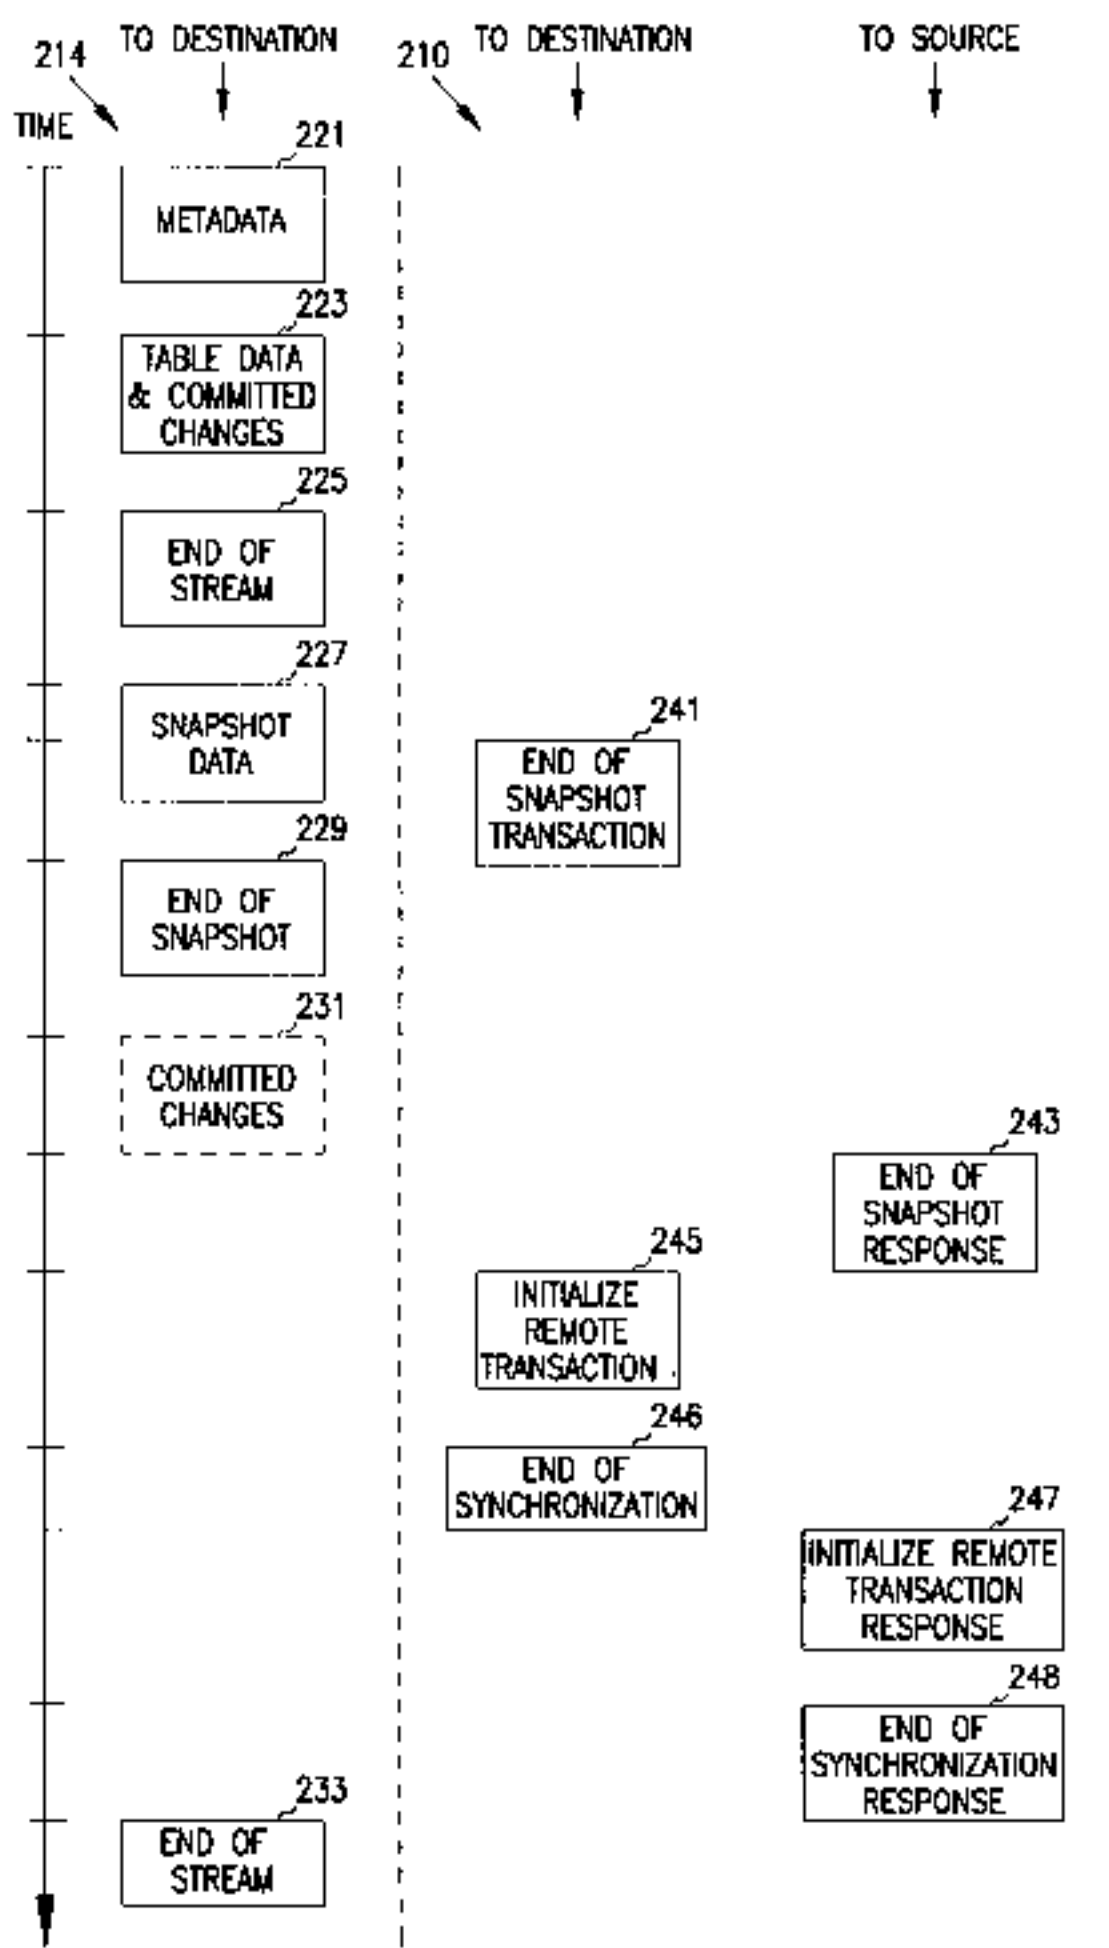 TO DESTINATION
TO DESTINATION
TO SOURCE
214
210
TIME
221
METADATA
223
TABLE DATA
& COMMITTED
CHANGES
225
END OF
STREAM
227
SNAPSHOT
DATA
241
END OF
SNAPSHOT
TRANSACTION
229
END OF
SNAPSHOT
231
COMMITTED
CHANGES
243
END OF
SNAPSHOT
RESPONSE
245
INITIALIZE
REMOTE
TRANSACTION
246
END OF
SYNCHRONIZATION
247
INITIALIZE REMOTE
TRANSACTION
RESPONSE
248
END OF
SYNCHRONIZATION
RESPONSE
233
END OF
STREAM